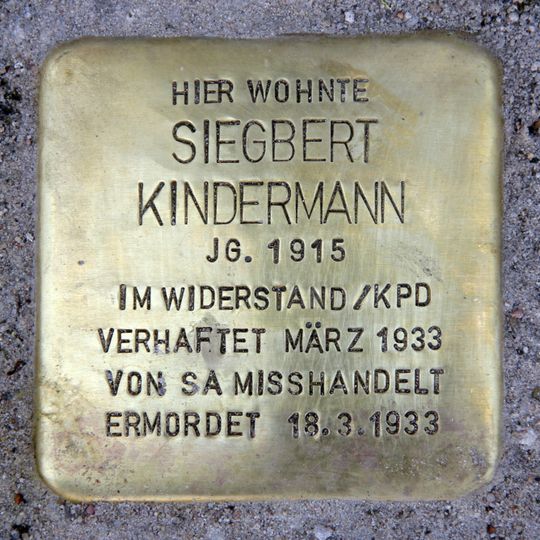 HIER WOHNTE
SIEGBERT
KINDERMANN
JG. 1915
IM WIDERSTAND/KPD
VERHAFTET MÄRZ 1933
VON SA MISSHANDELT
ERMORDET 18.3.1933